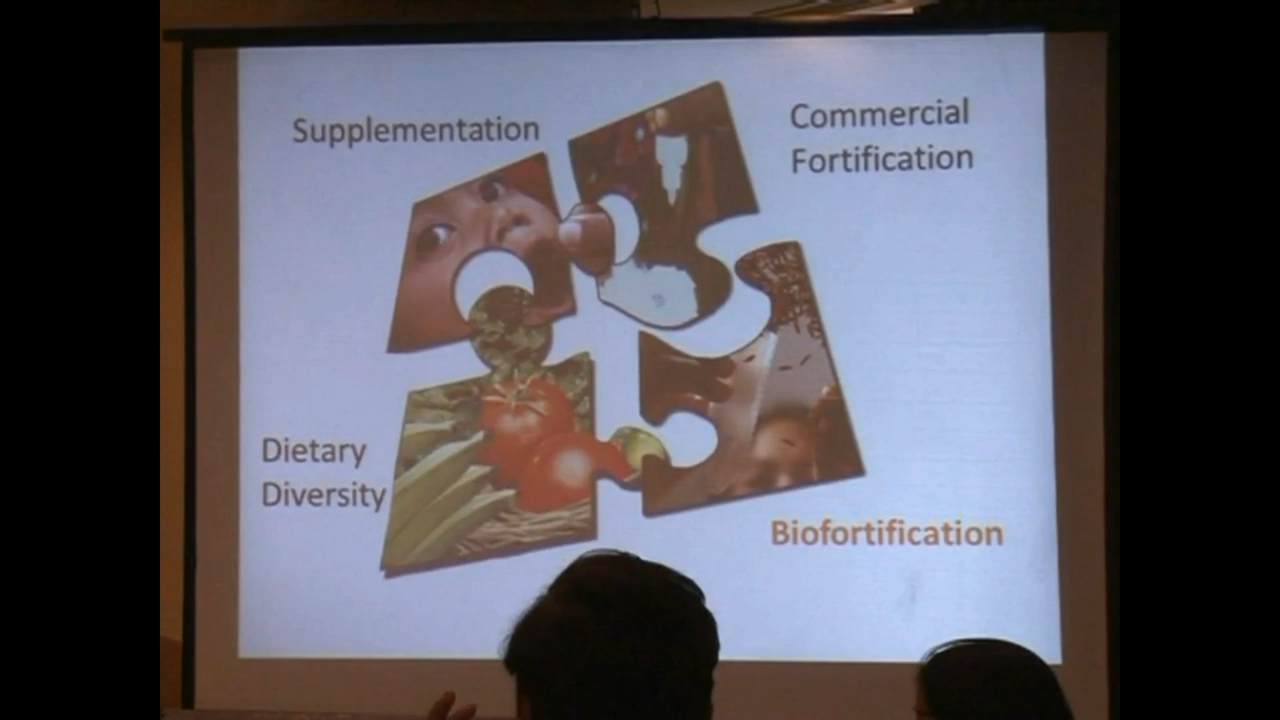 Supplementation
Commercial
Fortification
Dietary
Diversity
Biofortification